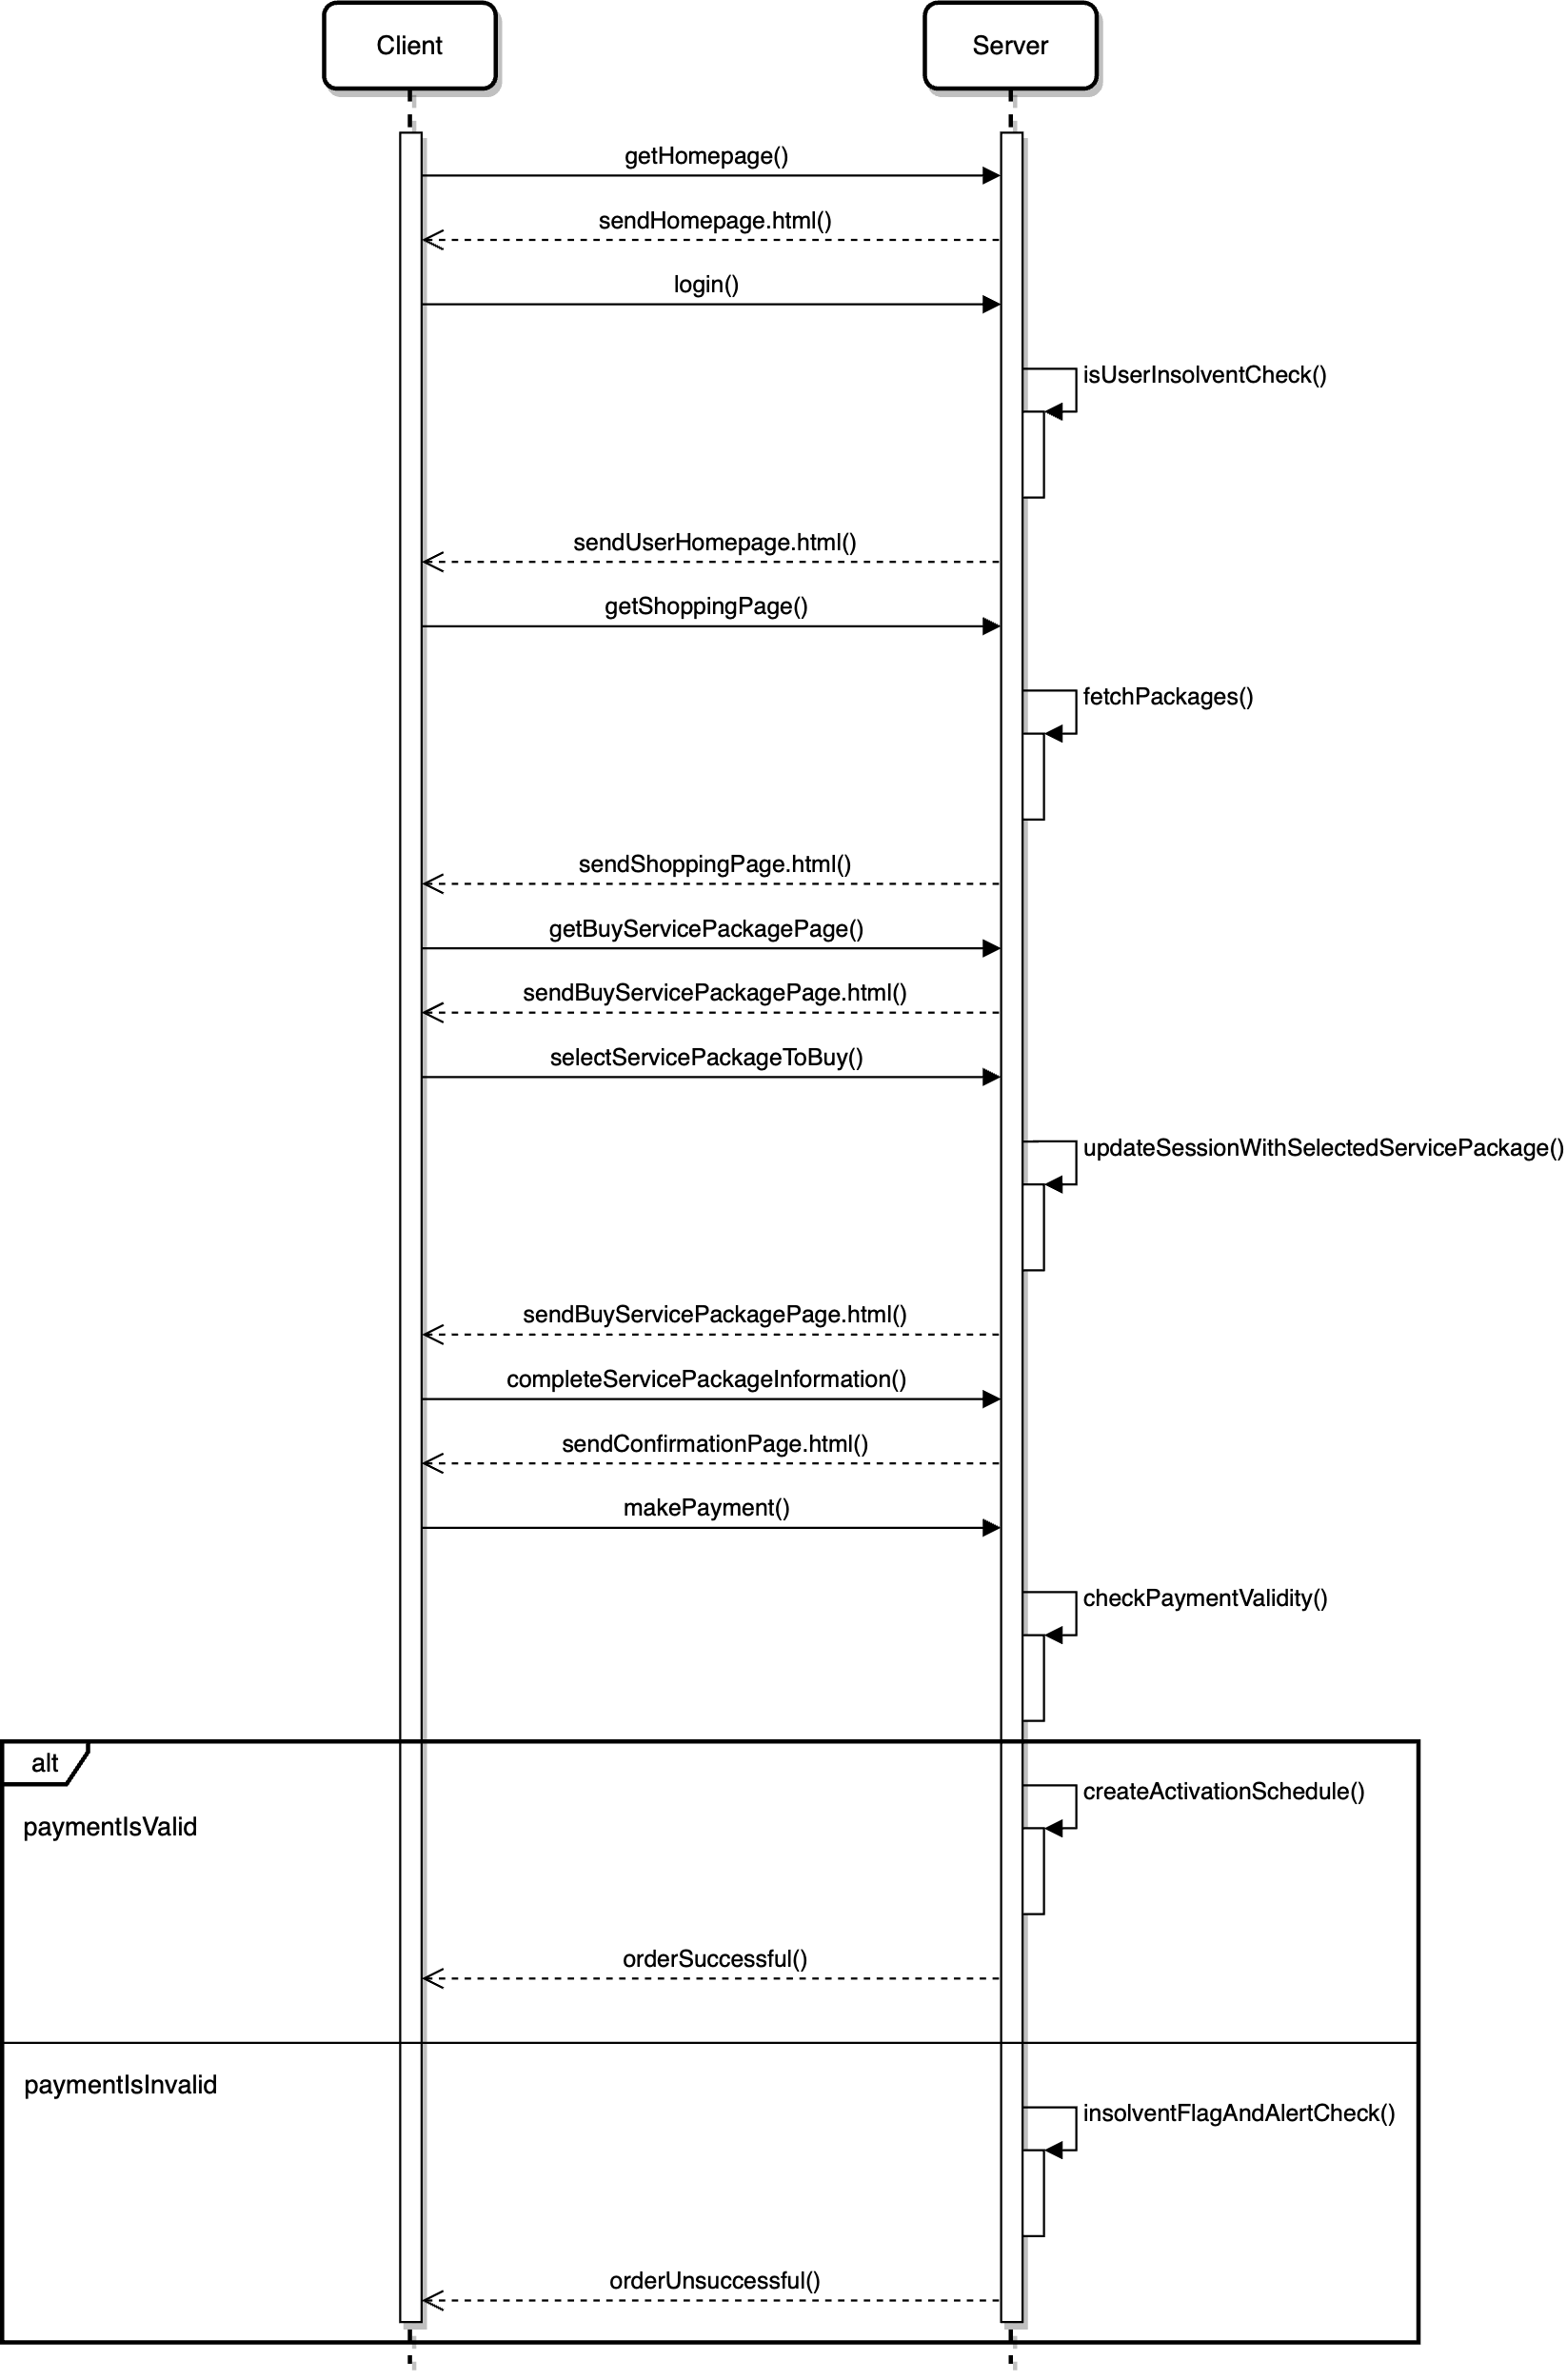 Client
Server
getHomepage()
sendHomepage.html()
login()
isUserInsolventCheck()
sendUserHomepage.html()
getShoppingPage()
fetchPackages()
sendShoppingPage.html()
getBuyServicePackagePage()
sendBuyServicePackagePage.html()
selectServicePackageToBuy()
updateSessionWithSelectedServicePackage()
sendBuyServicePackagePage.html()
completeServicePackageInformation()
sendConfirmationPage.html()
makePayment()
checkPaymentValidity()
alt
createActivationSchedule()
paymentIsValid
orderSuccessful()
paymentIsInvalid
insolventFlagAndAlertCheck()
orderUnsuccessful()